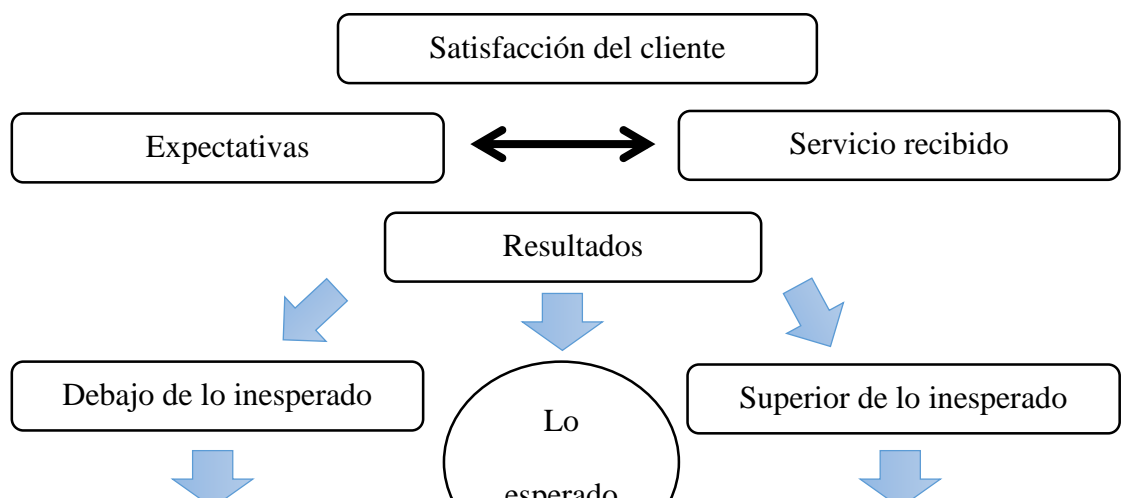 Satisfacción del cliente
Expectativas
Servicio recibido
Resultados
Debajo de lo inesperado
Lo
esperado
Superior de lo inesperado